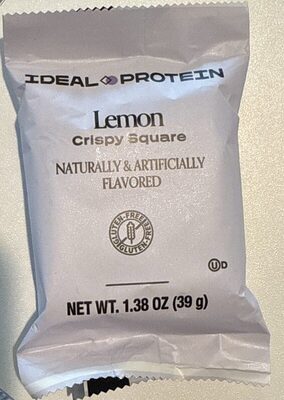 IDEAL PROTEIN
Lemon
Crispy Square
NATURALLY & ARTIFICIALLY
FLAVORED
GLUTEN-FREE
GLUTEN-FREE
U D
NET WT. 1.38 OZ (39 g)